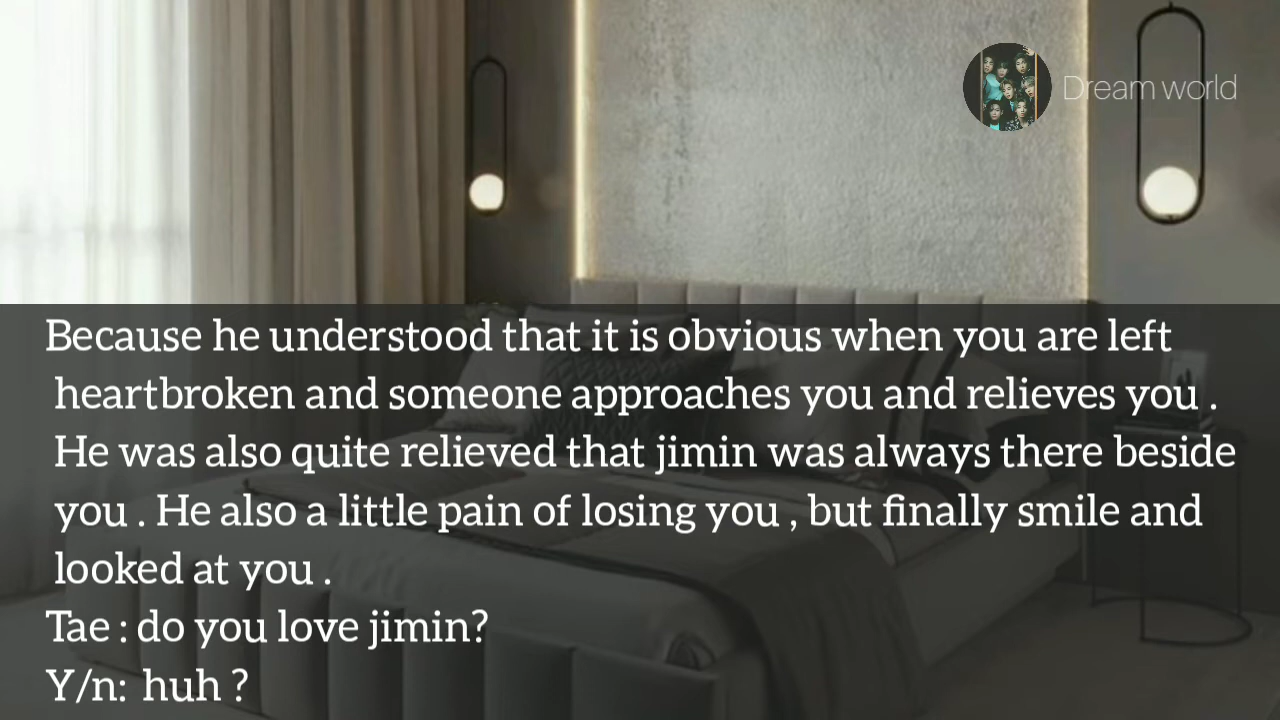 Dream world
Because he understood that it is obvious when you are left
heartbroken and someone approaches you and relieves you .
He was also quite relieved that jimin was always there beside
you . He also a little pain of losing you , but finally smile and
looked at you .
Tae : do you love jimin?
Y/n: huh ?